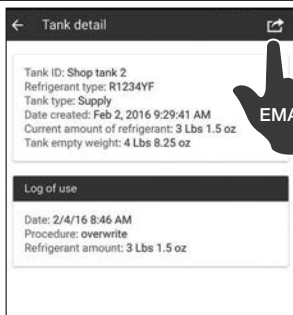 Tank detail
Tank ID: Shop tank 2
Refrigerant type: R1234YF
Tank type: Supply
Date created: Feb 2, 2016 9:29:41 AM
Current amount of refrigerant: 3 Lbs 1.5 oz
Tank empty weight: 4 Lbs 8.25 oz
EMA
Log of use
Date: 2/4/16 8:46 AM
Procedure: overwrite
Refrigerant amount: 3 Lbs 1.5 oz